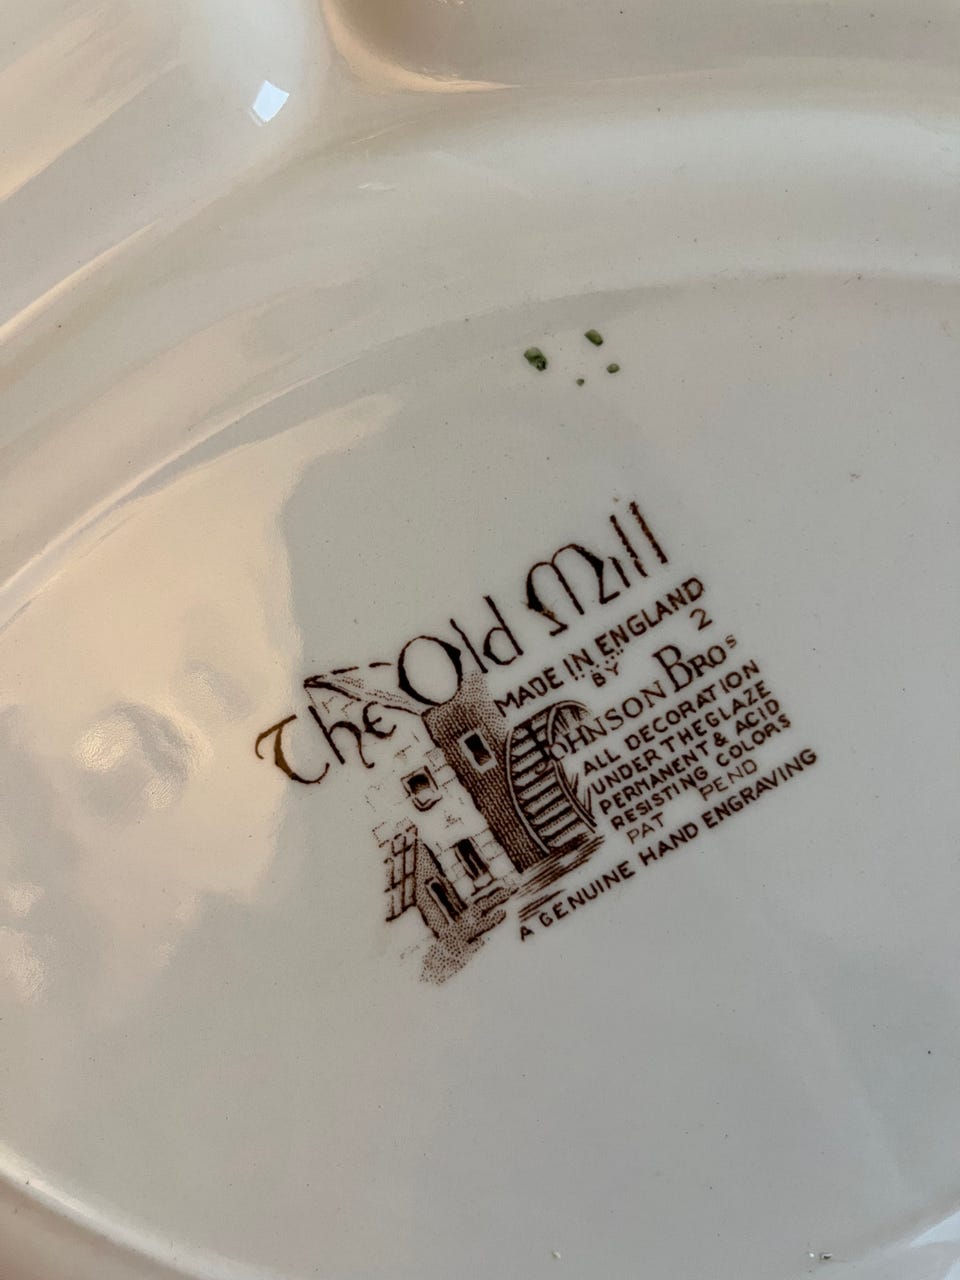 The Old Mill
MADE IN ENGLAND
"BY" 2
JOHNSON BROS
ALL DECORATION
UNDER THE GLAZE
PERMANENT & ACID
RESISTING COLORS
PAT PEND
A GENUINE HAND ENGRAVING